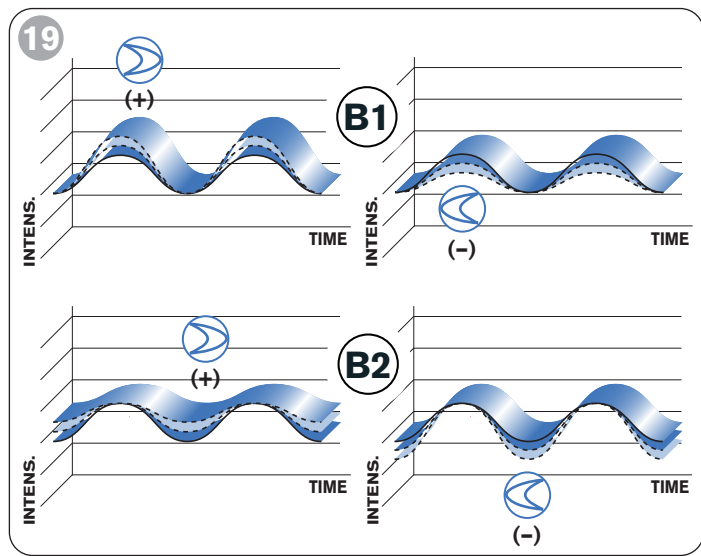 19
(+)
B1
INTENS.
TIME
(–)
INTENS.
TIME
(+)
B2
INTENS.
TIME
(–)
INTENS.
TIME